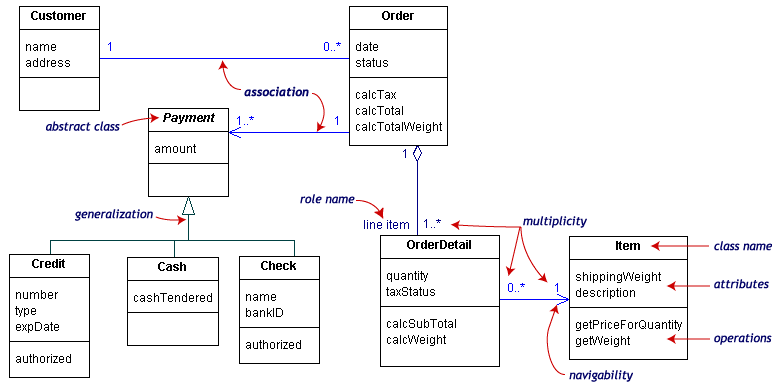 Customer
name
address
1
0..*
Order
date
status
calcTax
calcTotal
calcTotalWeight
association
abstract class
Payment
amount
1..*
1
1
generalization
role name
line item
1..*
multiplicity
Credit
number
type
expDate
authorized
Cash
cashTendered
Check
name
bankID
authorized
OrderDetail
quantity
taxStatus
calcSubTotal
calcWeight
0..*
1
Item
shippingWeight
description
getPriceForQuantity
getWeight
class name
attributes
operations
navigability